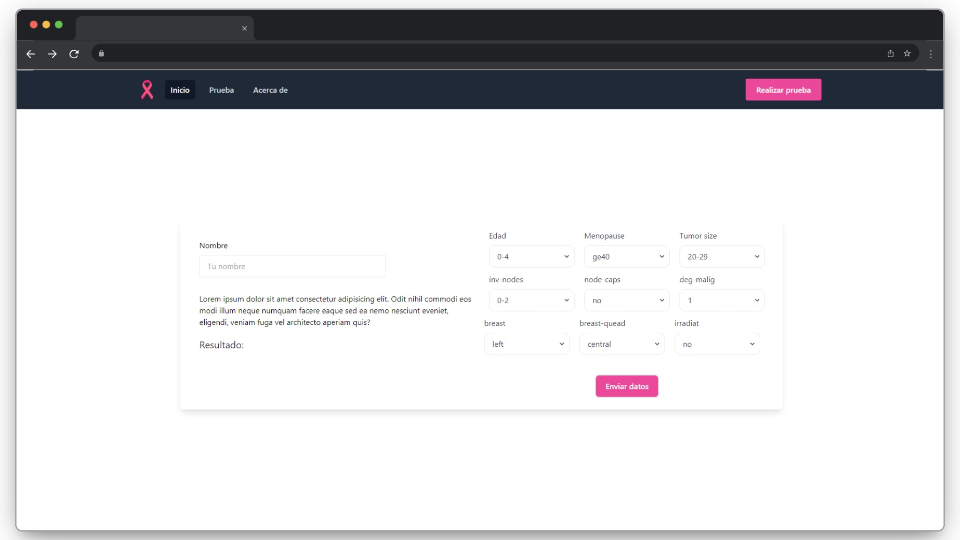 Inicio Prueba Acerca de Realizar prueba
Nombre
Tu nombre
Lorem ipsum dolor sit amet consectetur adipisicing elit. Odit nihil commodi eos
modi illum neque numquam facere eaque sed ea nemo nesciunt eveniet,
eligendi, veniam fuga vel architecto aperiam quis?
Resultado:
Edad Menopause Tumor size
0-4 ge40 20-29
inv-nodes node-caps deg-malig
0-2 no 1
breast breast-quead irradiat
left central no
Enviar datos